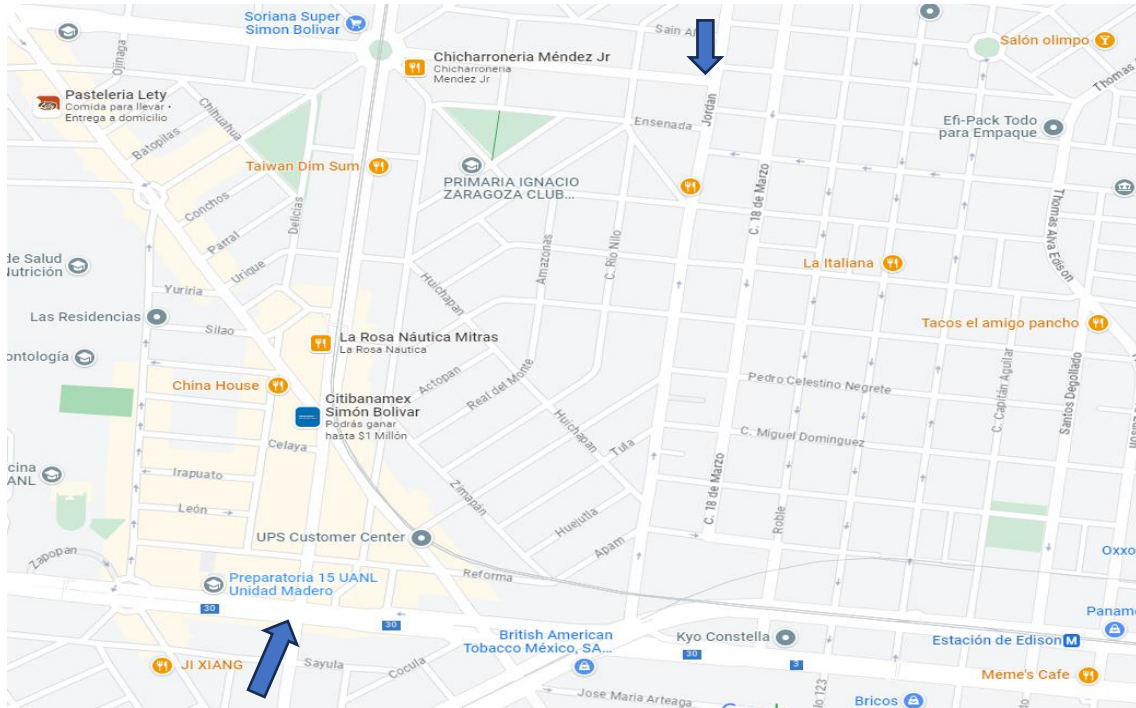 Soriana Super
Simon Bolivar
Sain Al
Salón olimpo
Ojinaga
Chicharroneria Méndez Jr
Chicharroneria
Mendez Jr
Thomas
Pasteleria Lety
Comida para llevar •
Entrega a domicilio
Chihuahua
Jordan
Ensenada
Efi-Pack Todo
para Empaque
Batopilas
Taiwan Dim Sum
PRIMARIA IGNACIO
ZARAGOZA CLUB...
C. 18 de Marzo
Conchos
Delicias
Thomas Alva Edison
Parral
Amazonas
C. Rio Nilo
de Salud
Nutrición
Urique
La Italiana
Yuriria
Huichapan
Las Residencias
Silao
Tacos el amigo pancho
La Rosa Náutica Mitras
La Rosa Nautica
ontología
China House
Actopan
Real del Monte
Pedro Celestino Negrete
C. Capitán Aguilar
Santos Degollado
Citibanamex
Simón Bolivar
Podrás ganar
hasta $1 Millón
Huichapan
Tula
C. Miguel Dominguez
Celaya
cina
ANL
Irapuato
Zimapán
C. 18 de Marzo
León
Huejutla
Roble
UPS Customer Center
Apam
Oxxo
Zapopan
Reforma
Preparatoria 15 UANL
Unidad Madero
30
30
British American
Tobacco México, SA...
Kyo Constella
30
3
Estación de Edison
M
Panam
JI XIANG
Sayula
Cocula
Meme's Cafe
Jose Maria Arteaga
Bricos